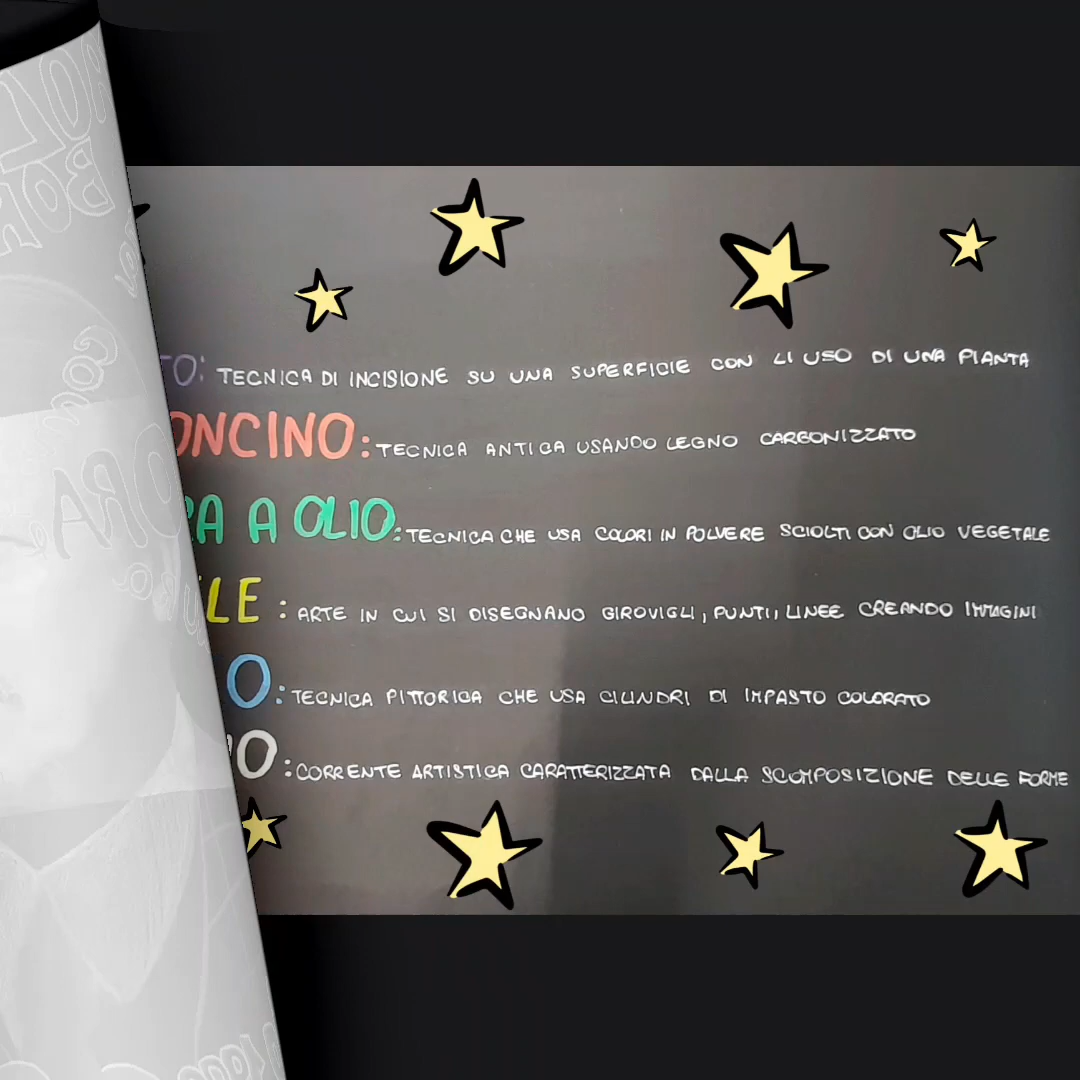 TO: TECNICA DI INCISIONE SU UNA SUPERFICIE CON LI USO DI UNA PIANTA
ONCINO: TECNICA ANTICA USANDO LEGNO CARBONIZZATO
RA A OLIO: TECNICA CHE USA COLORI IN POLVERE SCIOLTI CON OLIO VEGETALE
LE: ARTE IN CUI SI DISEGNANO GIROVIGLI, PUNTI, LINEE CREANDO IMMAGINI
O: TECNICA PITTORICA CHE USA CILINDRI DI IMPASTO COLORATO
O: CORRENTE ARTISTICA CARATTERIZZATA DALLA SCOMPOSIZIONE DELLE FORME